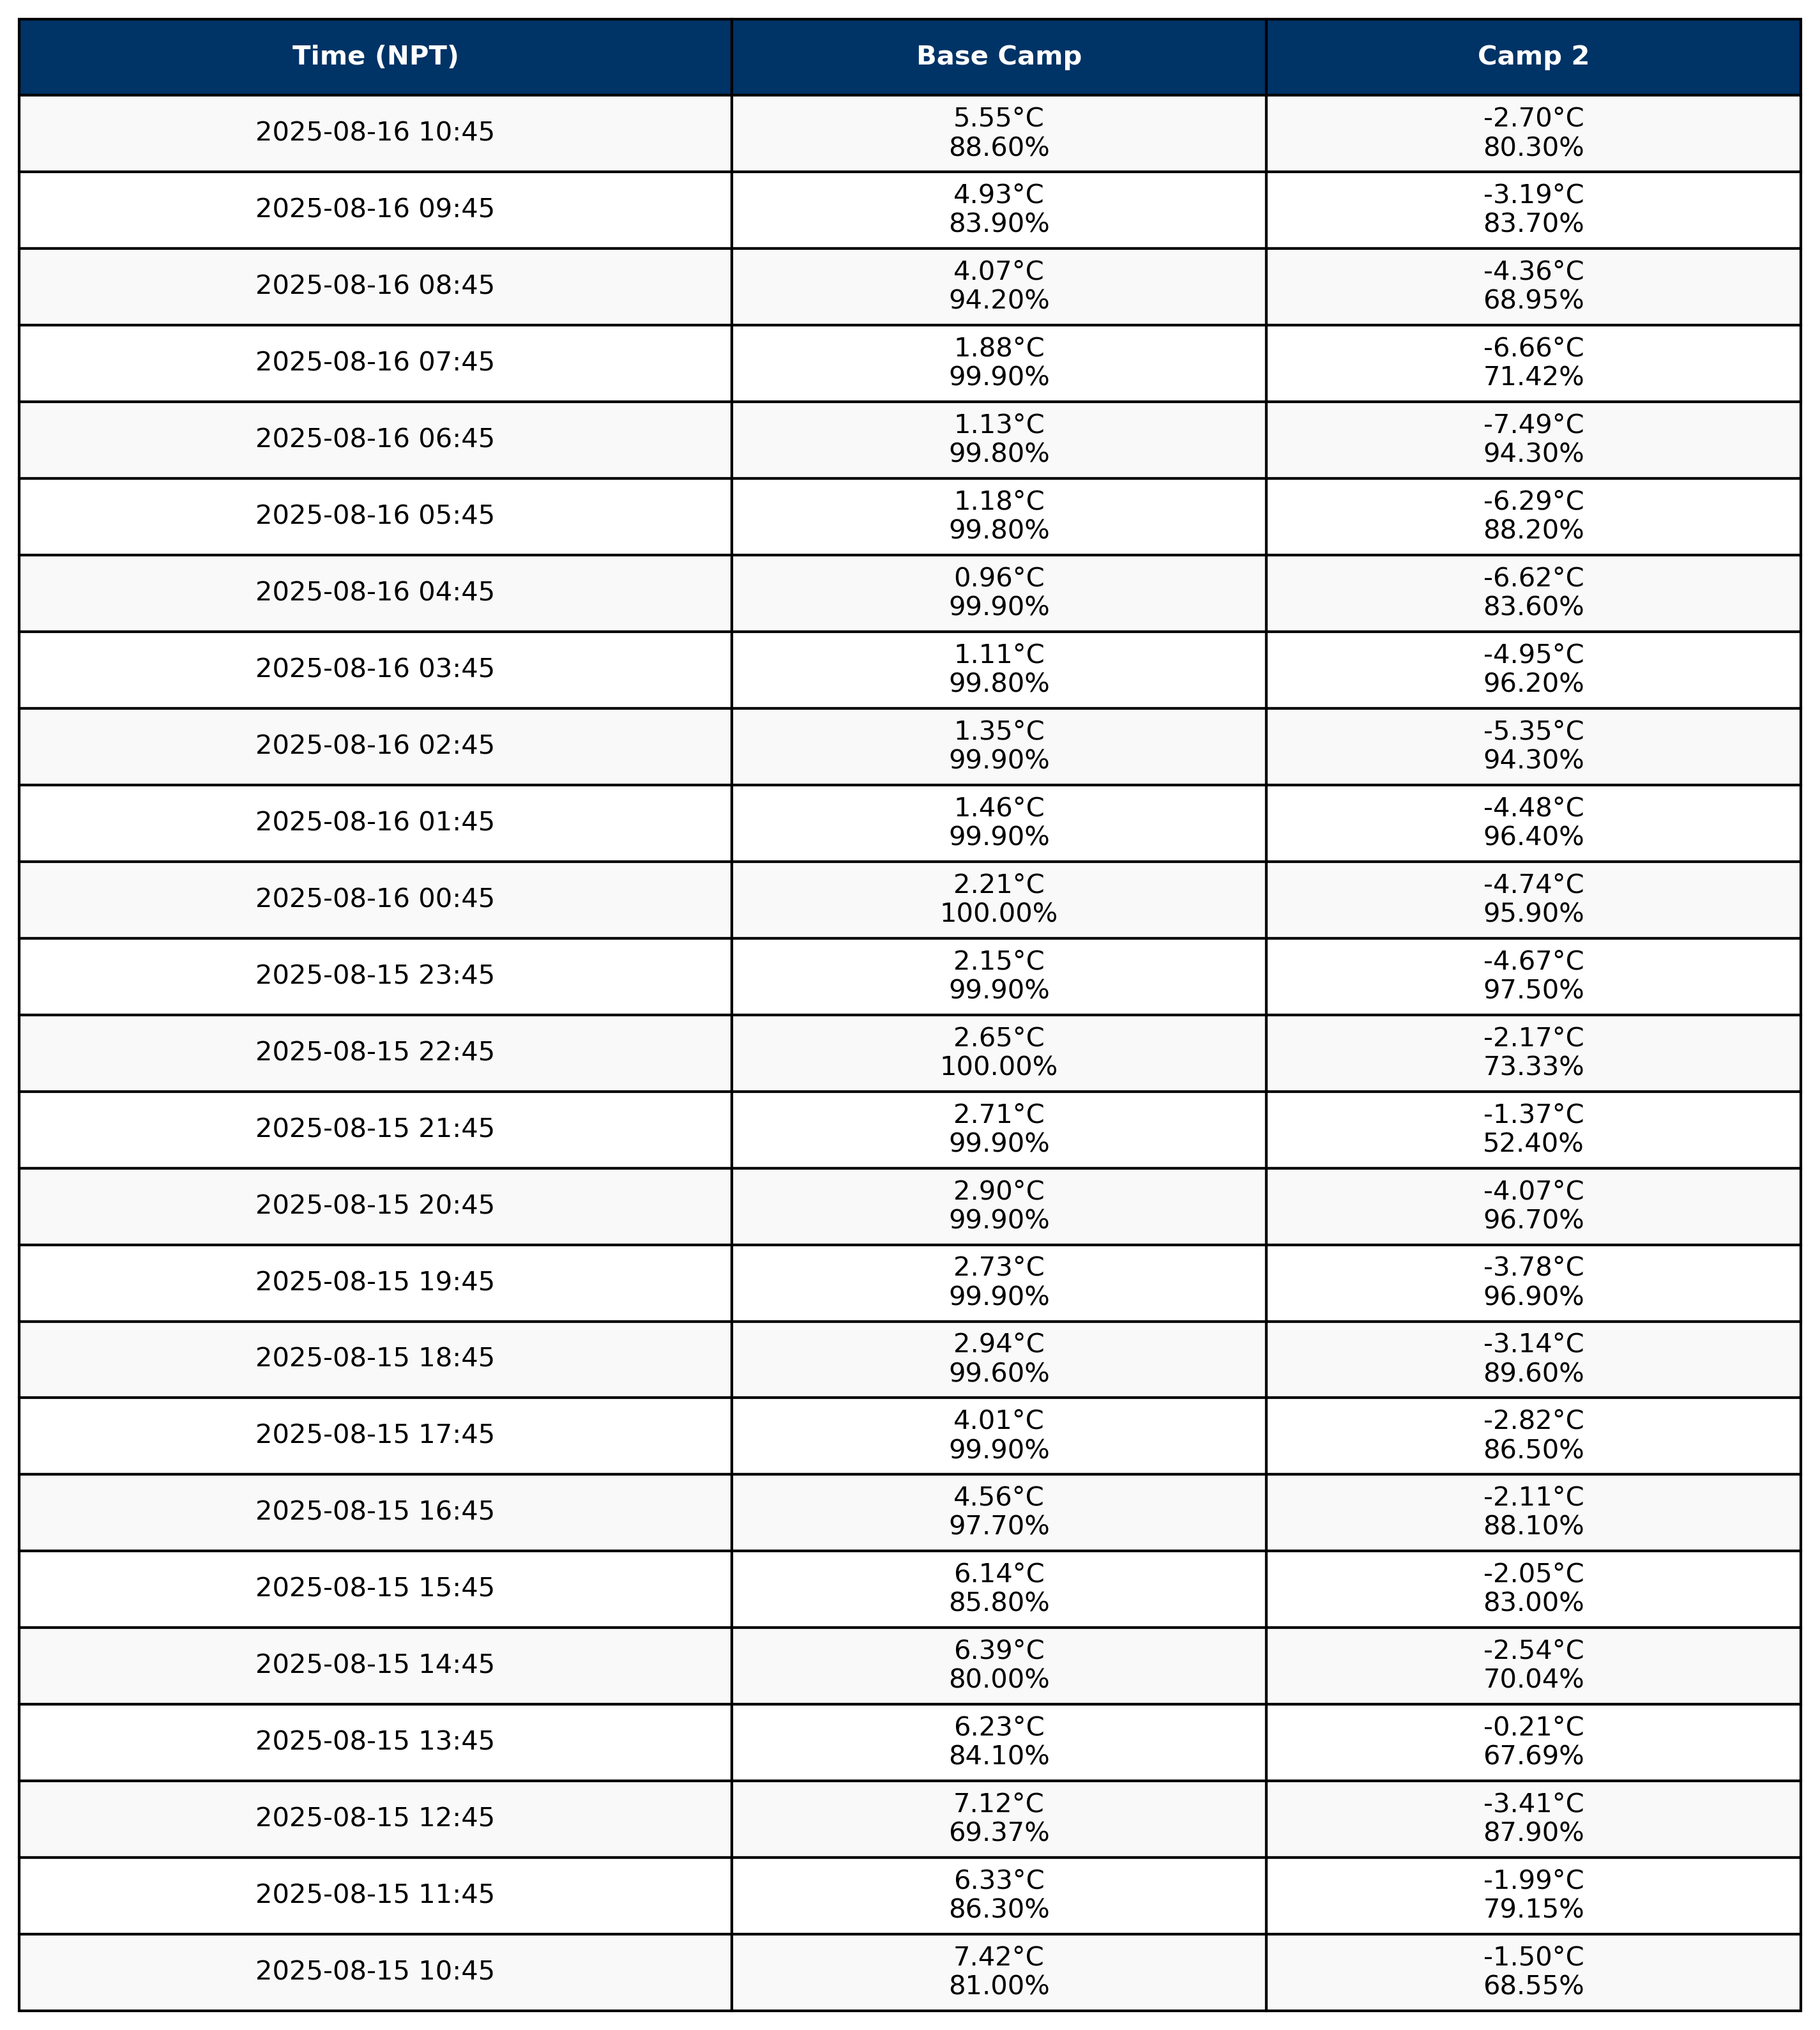 Time (NPT) Base Camp Camp 2
2025-08-16 10:45 5.55°C -2.70°C
88.60% 80.30%
2025-08-16 09:45 4.93°C -3.19°C
83.90% 83.70%
2025-08-16 08:45 4.07°C -4.36°C
94.20% 68.95%
2025-08-16 07:45 1.88°C -6.66°C
99.90% 71.42%
2025-08-16 06:45 1.13°C -7.49°C
99.80% 94.30%
2025-08-16 05:45 1.18°C -6.29°C
99.80% 88.20%
2025-08-16 04:45 0.96°C -6.62°C
99.90% 83.60%
2025-08-16 03:45 1.11°C -4.95°C
99.80% 96.20%
2025-08-16 02:45 1.35°C -5.35°C
99.90% 94.30%
2025-08-16 01:45 1.46°C -4.48°C
99.90% 96.40%
2025-08-16 00:45 2.21°C -4.74°C
100.00% 95.90%
2025-08-15 23:45 2.15°C -4.67°C
99.90% 97.50%
2025-08-15 22:45 2.65°C -2.17°C
100.00% 73.33%
2025-08-15 21:45 2.71°C -1.37°C
99.90% 52.40%
2025-08-15 20:45 2.90°C -4.07°C
99.90% 96.70%
2025-08-15 19:45 2.73°C -3.78°C
99.90% 96.90%
2025-08-15 18:45 2.94°C -3.14°C
99.60% 89.60%
2025-08-15 17:45 4.01°C -2.82°C
99.90% 86.50%
2025-08-15 16:45 4.56°C -2.11°C
97.70% 88.10%
2025-08-15 15:45 6.14°C -2.05°C
85.80% 83.00%
2025-08-15 14:45 6.39°C -2.54°C
80.00% 70.04%
2025-08-15 13:45 6.23°C -0.21°C
84.10% 67.69%
2025-08-15 12:45 7.12°C -3.41°C
69.37% 87.90%
2025-08-15 11:45 6.33°C -1.99°C
86.30% 79.15%
2025-08-15 10:45 7.42°C -1.50°C
81.00% 68.55%